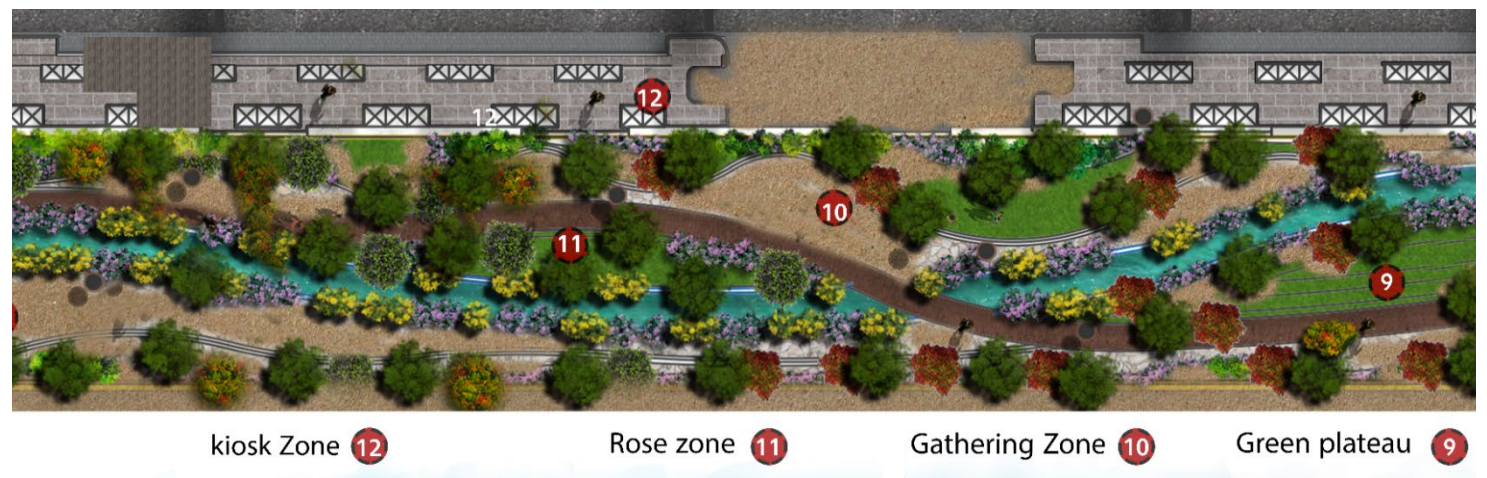 12
12
10
11
9
kiosk Zone 12
Rose zone 11
Gathering Zone 10
Green plateau 9